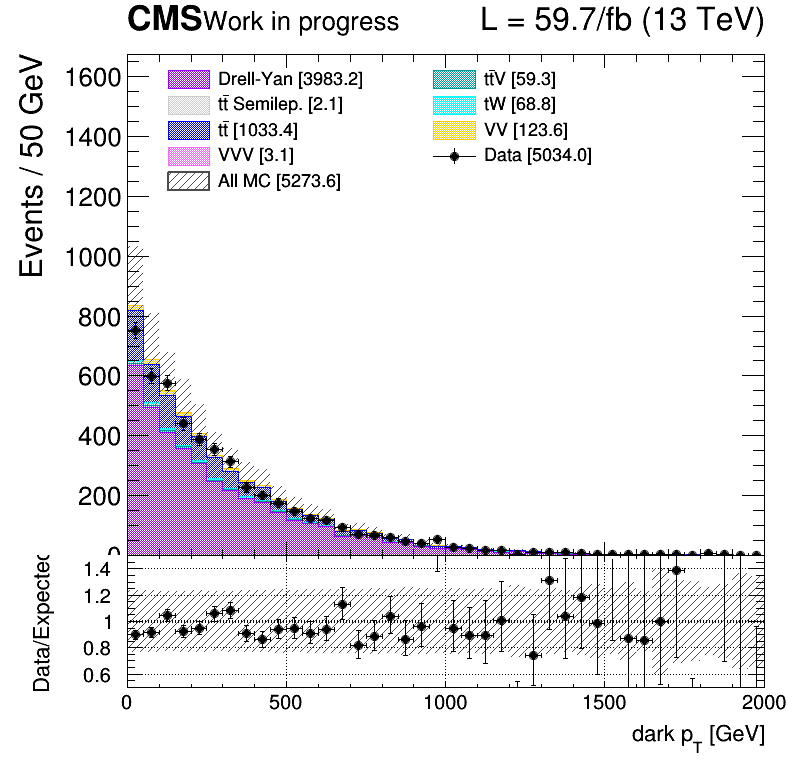 CMS Work in progress L = 59.7/fb (13 TeV)
Events / 50 GeV
1600
1400
1200
1000
800
600
400
200
0
Drell-Yan [3983.2]
tt̄ Semilep. [2.1]
tt̄ [1033.4]
VVV [3.1]
All MC [5273.6]
tt̄V [59.3]
tW [68.8]
VV [123.6]
Data [5034.0]
Data/Expected
1.4
1.2
1
0.8
0.6
0 500 1000 1500 2000
dark p_T [GeV]